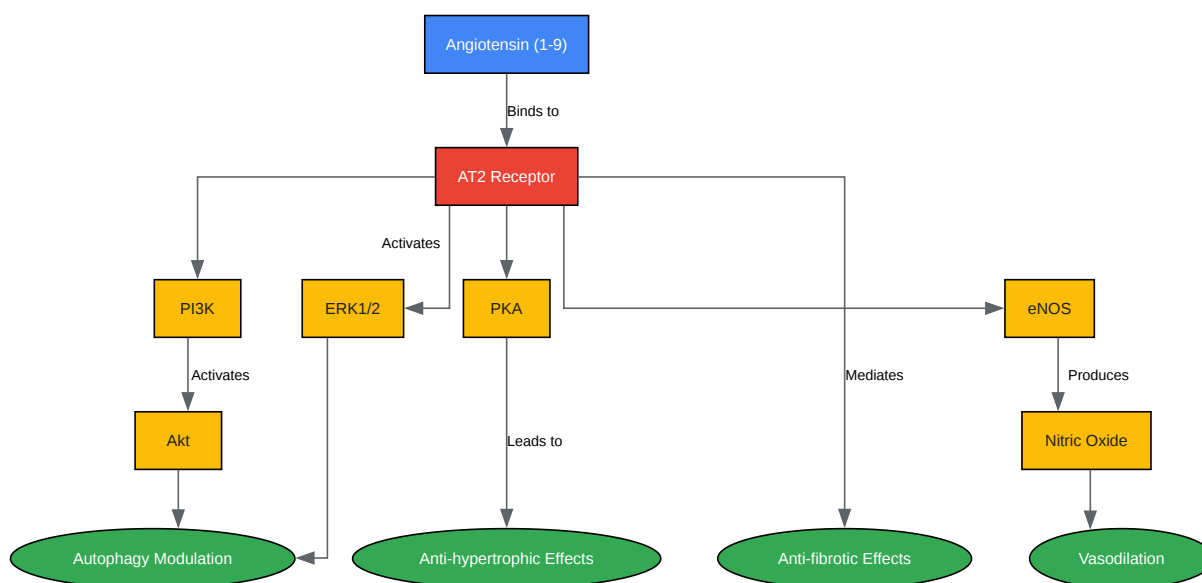 Angiotensin (1-9)
Binds to
AT2 Receptor
Activates
PI3K
ERK1/2
PKA
eNOS
Activates
Mediates
Produces
Akt
Leads to
Nitric Oxide
Autophagy Modulation
Anti-hypertrophic Effects
Anti-fibrotic Effects
Vasodilation